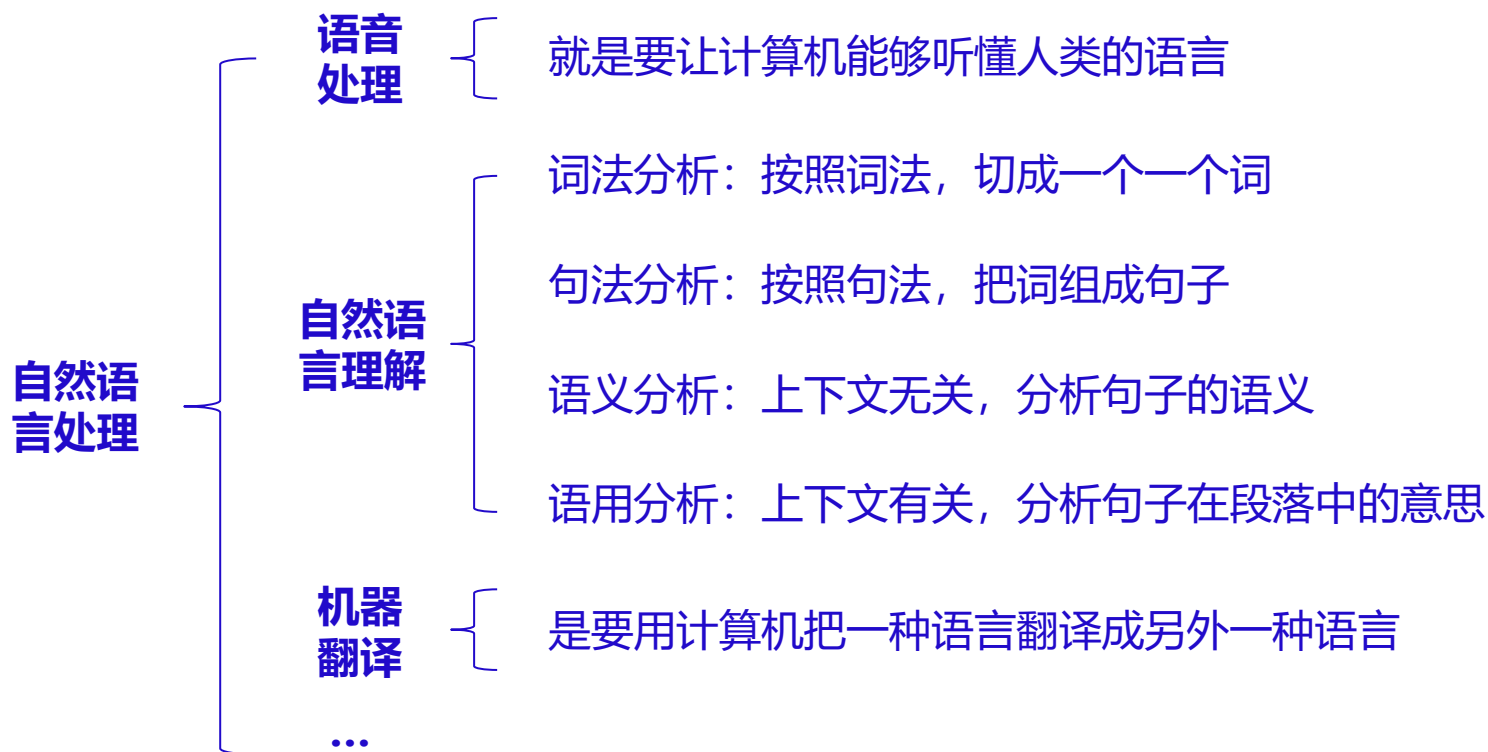 语音
处理
就是要让计算机能够听懂人类的语言
词法分析：按照词法，切成一个一个词
句法分析：按照句法，把词组成句子
自然语
言理解
自然语
言处理
语义分析：上下文无关，分析句子的语义
语用分析：上下文有关，分析句子在段落中的意思
机器
翻译
是要用计算机把一种语言翻译成另外一种语言
...